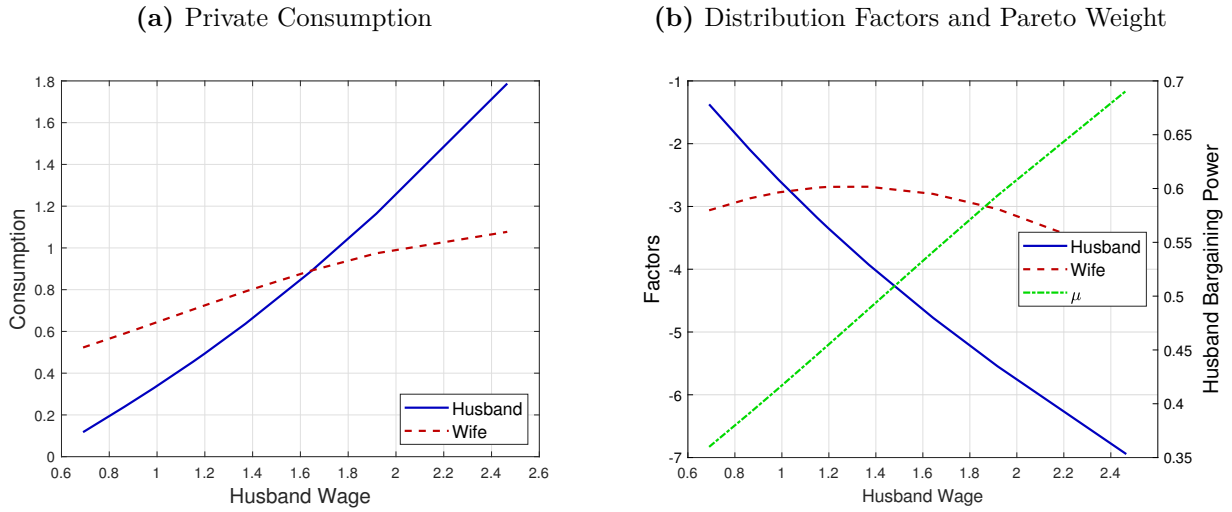 (a) Private Consumption
1.8
1.6
1.4
1.2
1
0.8
0.6
0.4
0.2
0
Consumption
Husband
Wife
0.6 0.8 1 1.2 1.4 1.6 1.8 2 2.2 2.4 2.6
Husband Wage
(b) Distribution Factors and Pareto Weight
-1
-2
-3
-4
-5
-6
-7
Factors
Husband
Wife
μ
0.7
0.65
0.6
0.55
0.5
0.45
0.4
0.35
Husband Bargaining Power
0.6 0.8 1 1.2 1.4 1.6 1.8 2 2.2 2.4 2.6
Husband Wage